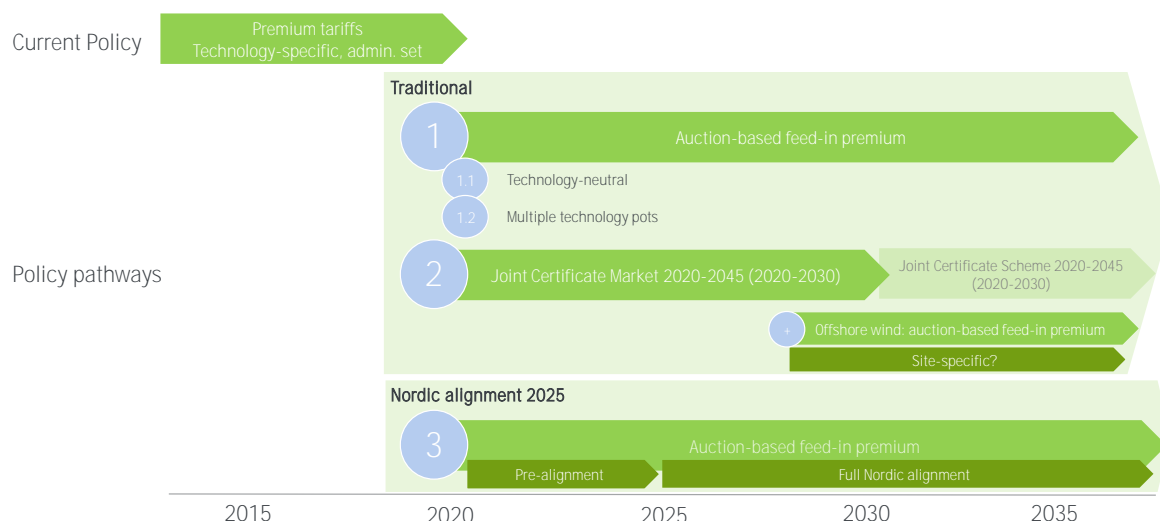 Current Policy
Premium tariffs
Technology-specific, admin. set
Traditional
1
Auction-based feed-in premium
1.1
Technology-neutral
1.2
Multiple technology pots
Policy pathways
2
Joint Certificate Market 2020-2045 (2020-2030)
Joint Certificate Scheme 2020-2045
(2020-2030)
+
Offshore wind: auction-based feed-in premium
Site-specific?
Nordic alignment 2025
3
Auction-based feed-in premium
Pre-alignment
Full Nordic alignment
2015
2020
2025
2030
2035